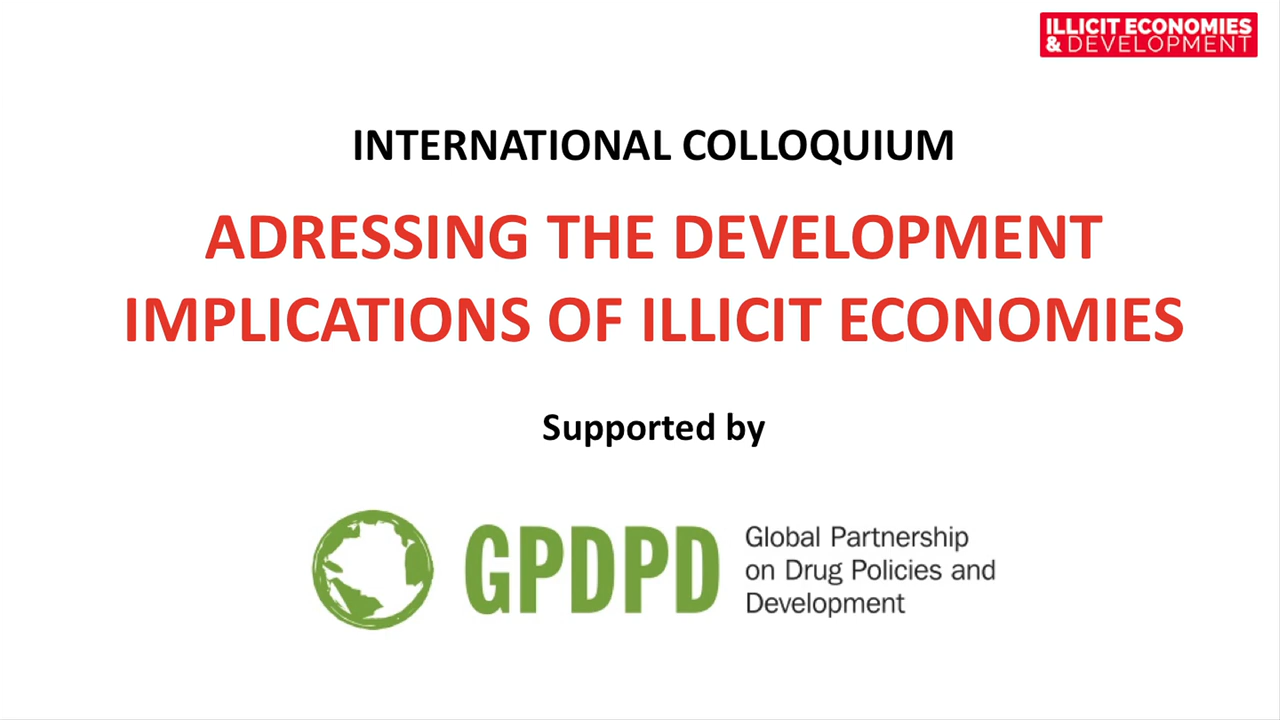 ILLICIT ECONOMIES
& DEVELOPMENT
INTERNATIONAL COLLOQUIUM
ADRESSING THE DEVELOPMENT
IMPLICATIONS OF ILLICIT ECONOMIES
Supported by
GPDPD
Global Partnership
on Drug Policies and
Development